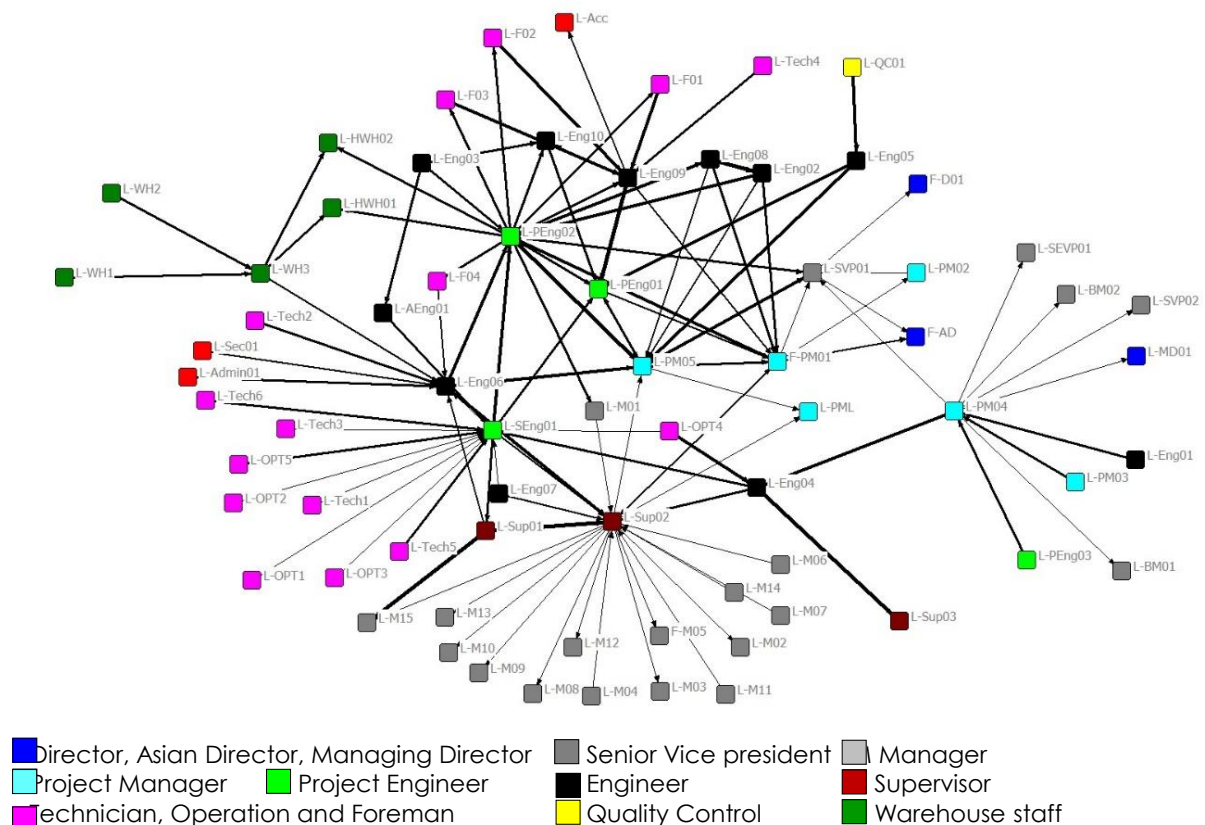 L-Acc
L-F02
L-Tech4
L-QC01
L-F01
L-F03
L-Eng10
L-HWH02
L-Eng03
L-Eng08
L-Eng05
L-Eng09
L-Eng02
F-D01
L-WH2
L-HWH01
L-PEng02
L-SEVP01
L-WH1
L-WH3
L-SVP01
L-PM02
L-F04
L-PEng01
L-BM02
L-SVP02
L-AEng01
L-Tech2
F-AD
L-MD01
L-Sec01
F-PM01
L-PM05
L-Admin01
L-Eng06
L-Tech6
L-M01
L-PML
L-PM04
L-Tech3
L-SEng01
L-OPT4
L-OPT5
L-Eng01
L-PM03
L-Eng04
L-OPT2
L-Tech1
L-Eng07
L-Sup02
L-Sup01
L-Tech5
L-PEng03
L-M06
L-BM01
L-OPT1
L-OPT3
L-M14
L-M13
L-M07
L-M15
L-Sup03
F-M05
L-M12
L-M02
L-M10
L-M09
L-M08
L-M04
L-M03
L-M11
Director, Asian Director, Managing Director Senior Vice president Manager
Project Manager Project Engineer Engineer Supervisor
Technician, Operation and Foreman Quality Control Warehouse staff